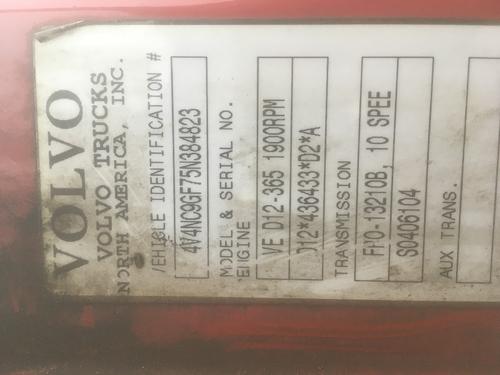 VOLVO
VOLVO TRUCKS
NORTH AMERICA, INC.
VEHICLE IDENTIFICATION #
4V4NC9GF75N384823
MODEL & SERIAL NO.
ENGINE
VE D12-365 1900RPM
D12*436433*D2*A
TRANSMISSION
FRO-13210B, 10 SPEE
S0406104
AUX TRANS.